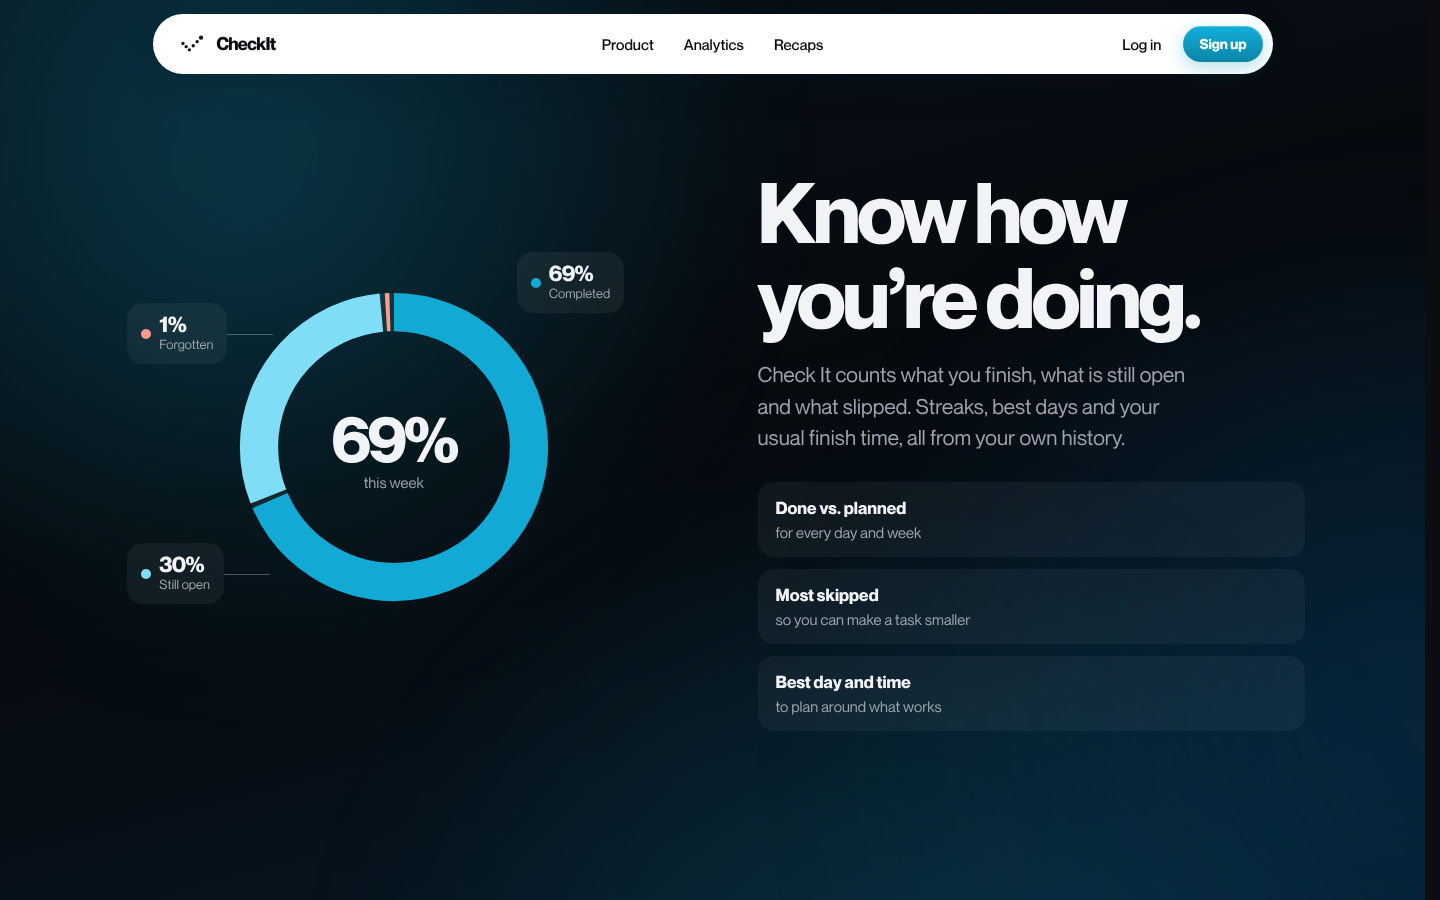 CheckIt
Product
Analytics
Recaps
Log in
Sign up
69%
Completed
1%
Forgotten
69%
this week
30%
Still open
Know how
you’re doing.
Check It counts what you finish, what is still open
and what slipped. Streaks, best days and your
usual finish time, all from your own history.
Done vs. planned
for every day and week
Most skipped
so you can make a task smaller
Best day and time
to plan around what works